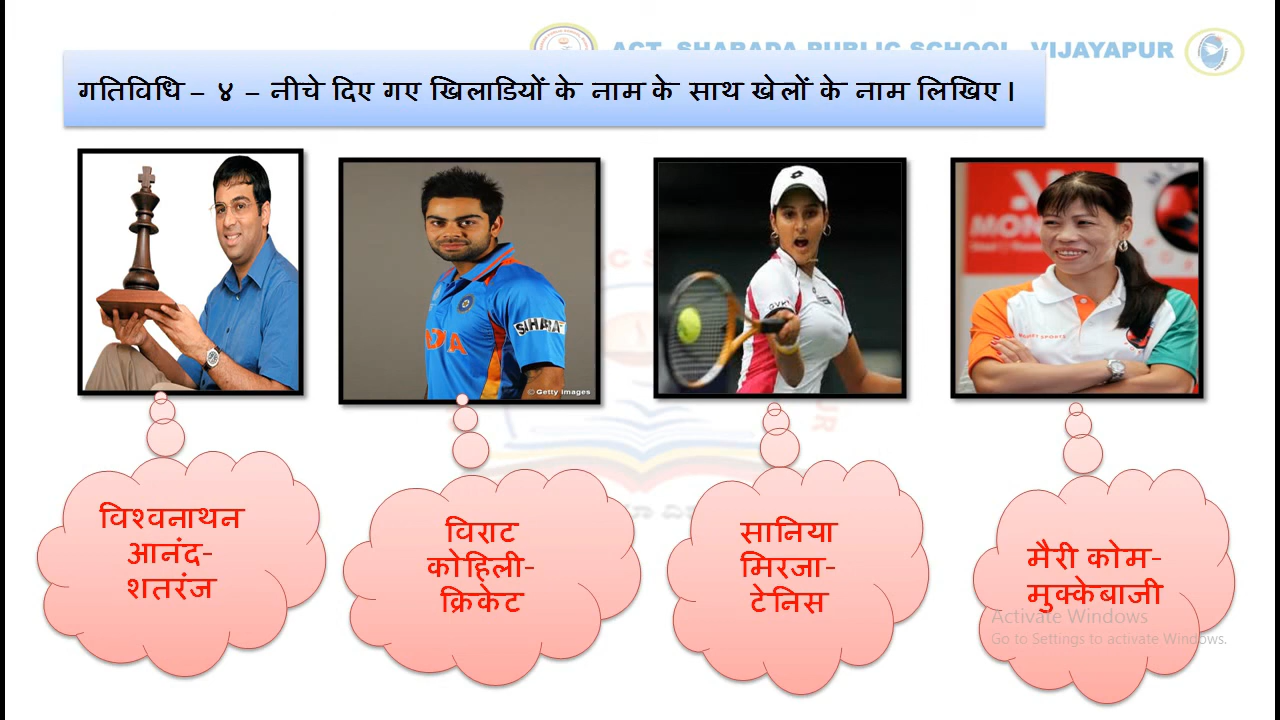 ACT. SHARADA PUBLIC SCHOOL, VIJAYAPUR
गतिविधि – ४ – नीचे दिए गए खिलाडियों के नाम के साथ खेलों के नाम लिखिए।
MON
SAHARA
© Getty Images
विश्वनाथन
आनंद-
शतरंज
विराट
कोहिली-
क्रिकेट
सानिया
मिरजा-
टेनिस
मैरी कोम-
मुक्केबाजी
Activate Windows
Go to Settings to activate Windows.